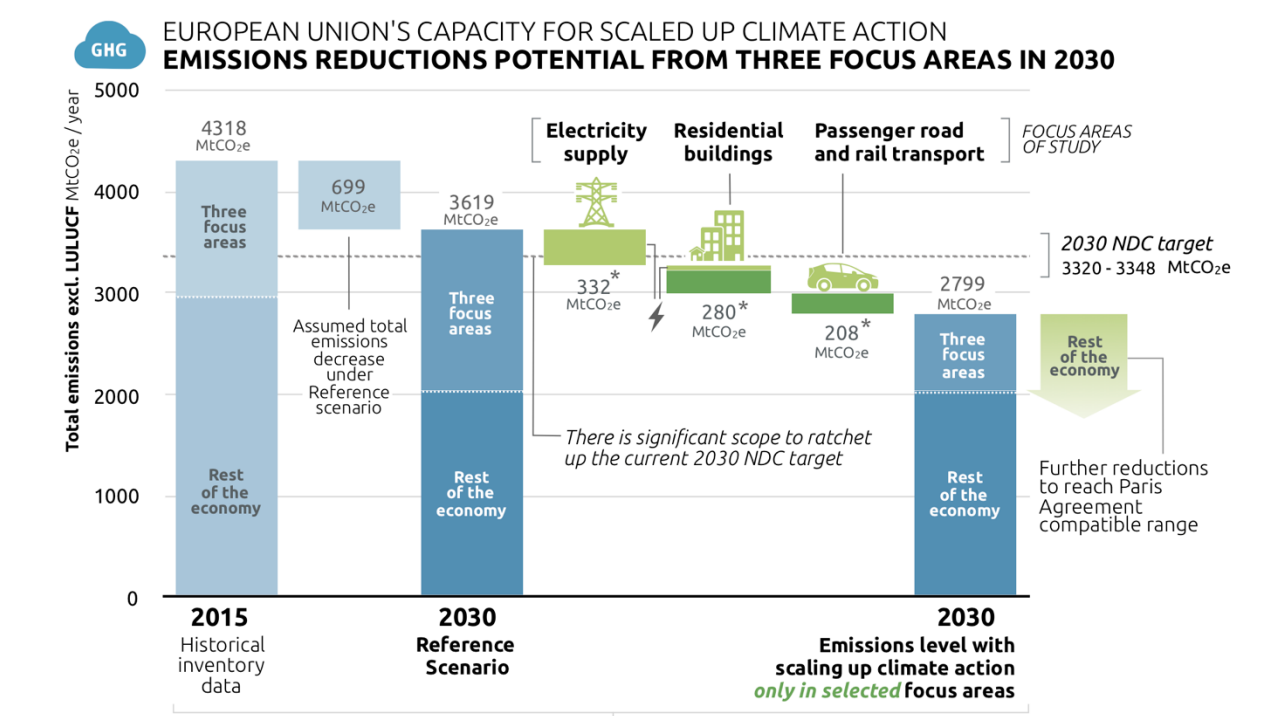 GHG
EUROPEAN UNION'S CAPACITY FOR SCALED UP CLIMATE ACTION
EMISSIONS REDUCTIONS POTENTIAL FROM THREE FOCUS AREAS IN 2030
Total emissions excl. LULUCF MtCO₂e / year
5000
4000
3000
2000
1000
0
4318
MtCO₂e
Three
focus
areas
Rest
of the
economy
699
MtCO₂e
Assumed total
emissions
decrease
under
Reference
scenario
3619
MtCO₂e
Three
focus
areas
Rest
of the
economy
Electricity
supply
332*
MtCO₂e
Residential
buildings
280*
MtCO₂e
Passenger road
and rail transport
208*
MtCO₂e
FOCUS AREAS
OF STUDY
2030 NDC target
3320 - 3348 MtCO₂e
There is significant scope to ratchet
up the current 2030 NDC target
2799
MtCO₂e
Three
focus
areas
Rest
of the
economy
Rest
of the
economy
Further reductions
to reach Paris
Agreement
compatible range
2015
Historical
inventory
data
2030
Reference
Scenario
2030
Emissions level with
scaling up climate action
only in selected focus areas